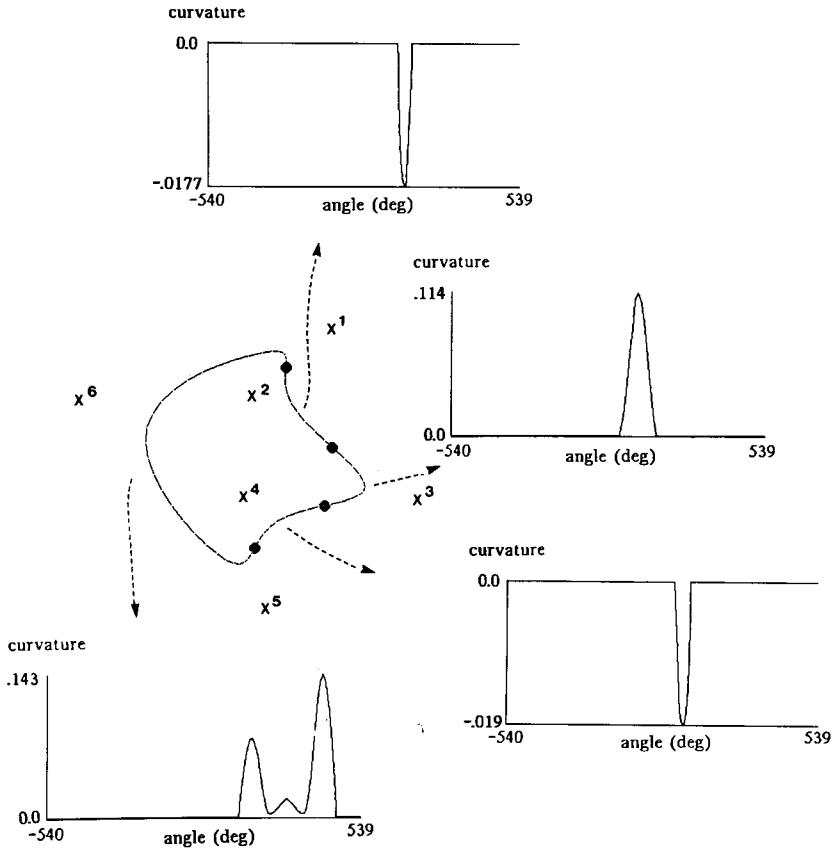 curvature
0.0
-.0177
-540
angle (deg)
539
curvature
.114
0.0
-540
angle (deg)
539
X1
X2
X6
X4
X3
X5
curvature
0.0
-.019
-540
angle (deg)
539
curvature
.143
0.0
-540
angle (deg)
539